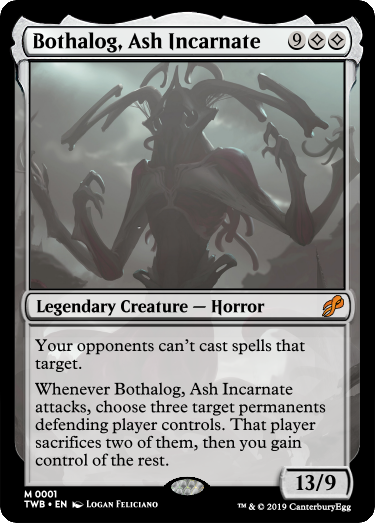 Bothalog, Ash Incarnate 9
Legendary Creature — Horror
Your opponents can't cast spells that
target.
Whenever Bothalog, Ash Incarnate
attacks, choose three target permanents
defending player controls. That player
sacrifices two of them, then you gain
control of the rest.
13/9
M 0001
TWB • EN Logan Feliciano
™ & © 2019 CanterburyEgg